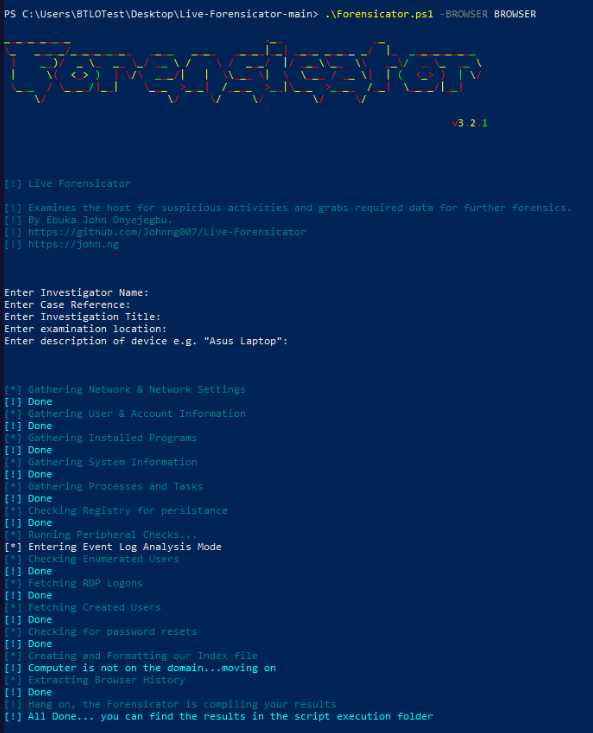 PS C:\Users\BTLOTest\Desktop\Live-Forensicator-main> .\Forensicator.ps1 -BROWSER BROWSER
Forensicator
v3.2.1
[!] Live Forensicator
[!] Examines the host for suspicious activities and grabs required data for further forensics.
[!] By Ebuka John Onyejegbu.
[!] https://github.com/Johnng007/Live-Forensicator
[!] https://john.ng
Enter Investigator Name:
Enter Case Reference:
Enter Investigation Title:
Enter examination location:
Enter description of device e.g. "Asus Laptop":
[*] Gathering Network & Network Settings
[!] Done
[*] Gathering User & Account Information
[!] Done
[*] Gathering Installed Programs
[!] Done
[*] Gathering System Information
[!] Done
[*] Gathering Processes and Tasks
[!] Done
[*] Checking Registry for persistance
[!] Done
[*] Running Peripheral Checks...
[*] Entering Event Log Analysis Mode
[*] Checking Enumerated Users
[!] Done
[*] Fetching RDP Logons
[!] Done
[*] Fetching Created Users
[!] Done
[*] Checking for password resets
[!] Done
[*] Creating and Formatting our Index file
[!] Computer is not on the domain...moving on
[*] Extracting Browser History
[!] Done
[!] Hang on, the Forensicator is compiling your results
[!] All Done... you can find the results in the script execution folder